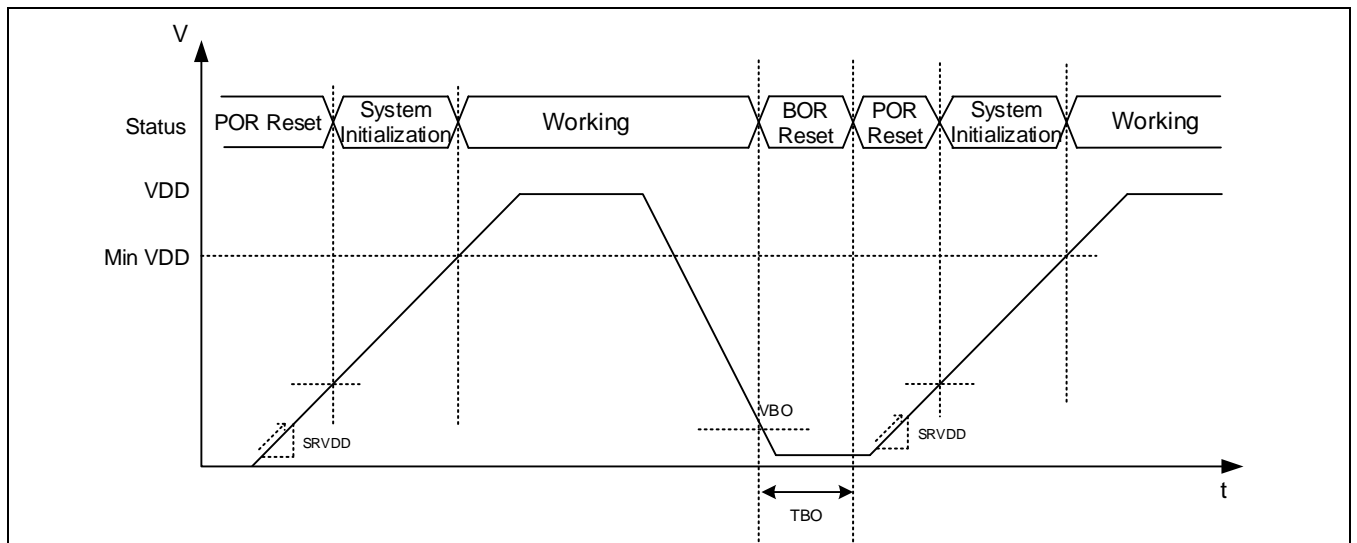 V
Status
POR Reset
System
Initialization
Working
BOR
Reset
POR
Reset
System
Initialization
Working
VDD
Min VDD
SRVDD
VBO
SRVDD
TBO
t